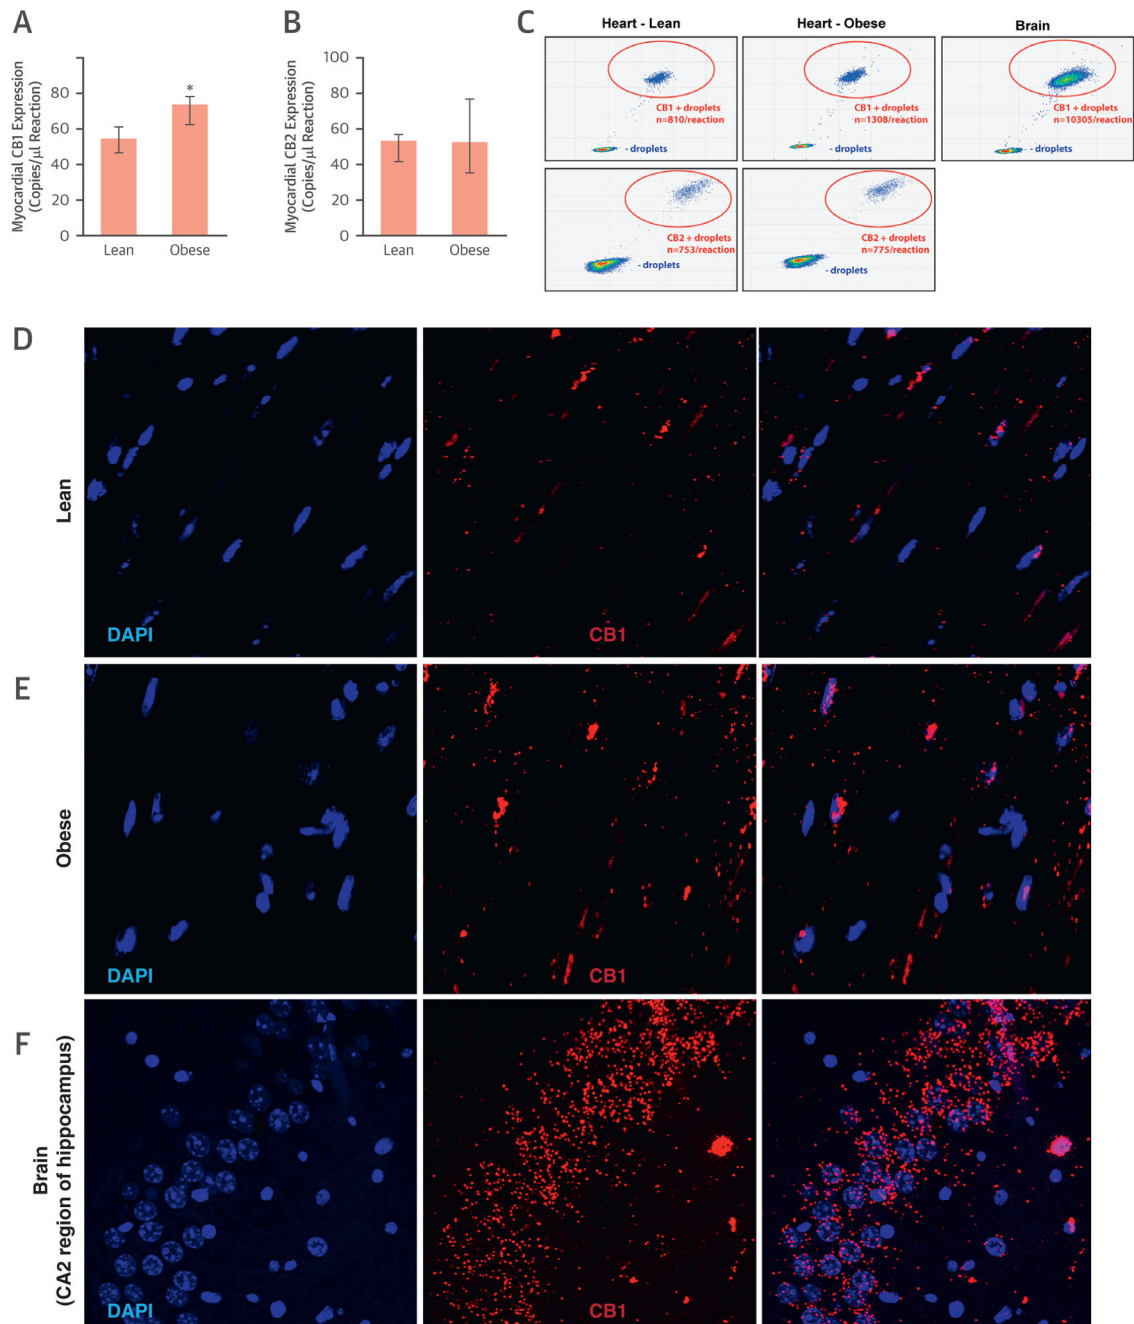 A
Myocardial CB1 Expression
(Copies/µl Reaction)
80
60
40
20
0
*
Lean
Obese
B
Myocardial CB2 Expression
(Copies/µl Reaction)
100
80
60
40
20
0
Lean
Obese
C
Heart - Lean
Heart - Obese
Brain
CB1 + droplets
n=810/reaction
- droplets
CB1 + droplets
n=1308/reaction
- droplets
CB1 + droplets
n=10305/reaction
- droplets
CB2 + droplets
n=753/reaction
- droplets
CB2 + droplets
n=775/reaction
- droplets
D
Lean
DAPI
CB1
E
Obese
DAPI
CB1
F
Brain
(CA2 region of hippocampus)
DAPI
CB1